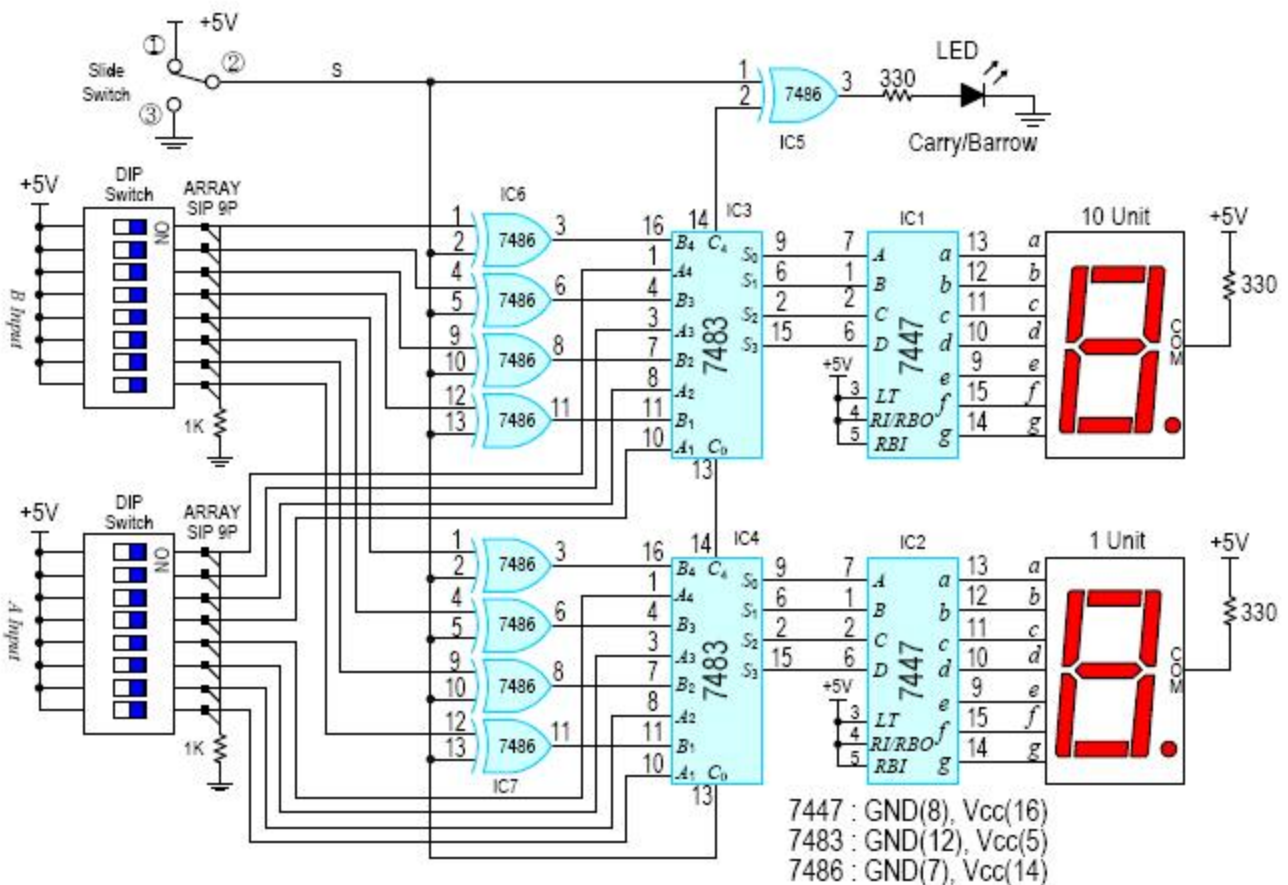 +5V
①
②
③
Slide
Switch
S
1
2
7486
3
IC5
330
LED
Carry/Barrow
+5V
DIP
Switch
ON
ARRAY
SIP 9P
B Input
1K
IC6
1
2
7486
3
4
5
7486
6
9
10
7486
8
12
13
7486
11
14
IC3
16
1
4
3
7
8
11
10
B4 C4
A4
B3
A3
B2
A2
B1
A1 C0
7483
13
S0
S1
S2
S3
9
6
2
15
IC1
7
1
2
6
A
B
C
D
7447
+5V
3
4
5
LT
RI/RBO
RBI
a
b
c
d
e
f
g
13
12
11
10
9
15
14
a
b
c
d
e
f
g
10 Unit
COM
+5V
330
+5V
DIP
Switch
ON
ARRAY
SIP 9P
A Input
1K
1
2
7486
3
4
5
7486
6
9
10
7486
8
12
13
7486
11
IC7
14
IC4
16
1
4
3
7
8
11
10
B4 C4
A4
B3
A3
B2
A2
B1
A1 C0
7483
13
S0
S1
S2
S3
9
6
2
15
IC2
7
1
2
6
A
B
C
D
7447
+5V
3
4
5
LT
RI/RBO
RBI
a
b
c
d
e
f
g
13
12
11
10
9
15
14
a
b
c
d
e
f
g
1 Unit
COM
+5V
330
7447 : GND(8), Vcc(16)
7483 : GND(12), Vcc(5)
7486 : GND(7), Vcc(14)